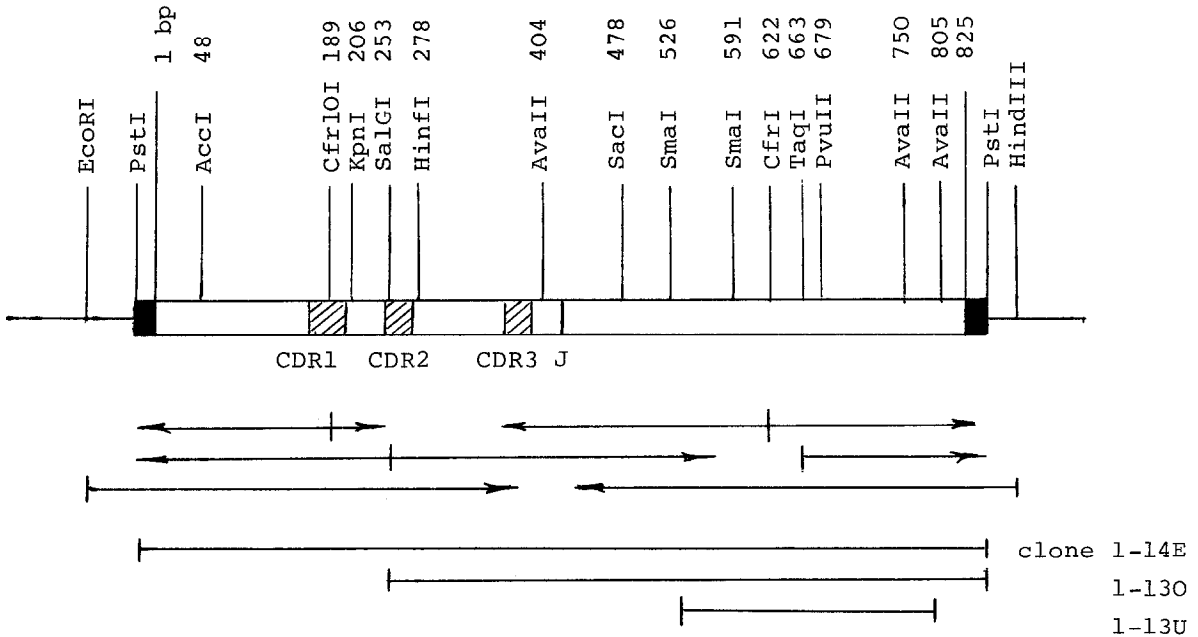 1 bp
48
189
206
253
278
404
478
526
591
622
663
679
750
805
825
EcoRI
PstI
AccI
Cfr1OI
KpnI
SalGI
HinfI
AvaII
SacI
SmaI
SmaI
CfrI
TaqI
PvuII
AvaII
AvaII
PstI
HindIII
CDR1
CDR2
CDR3
J
clone 1-14E
1-13O
1-13U